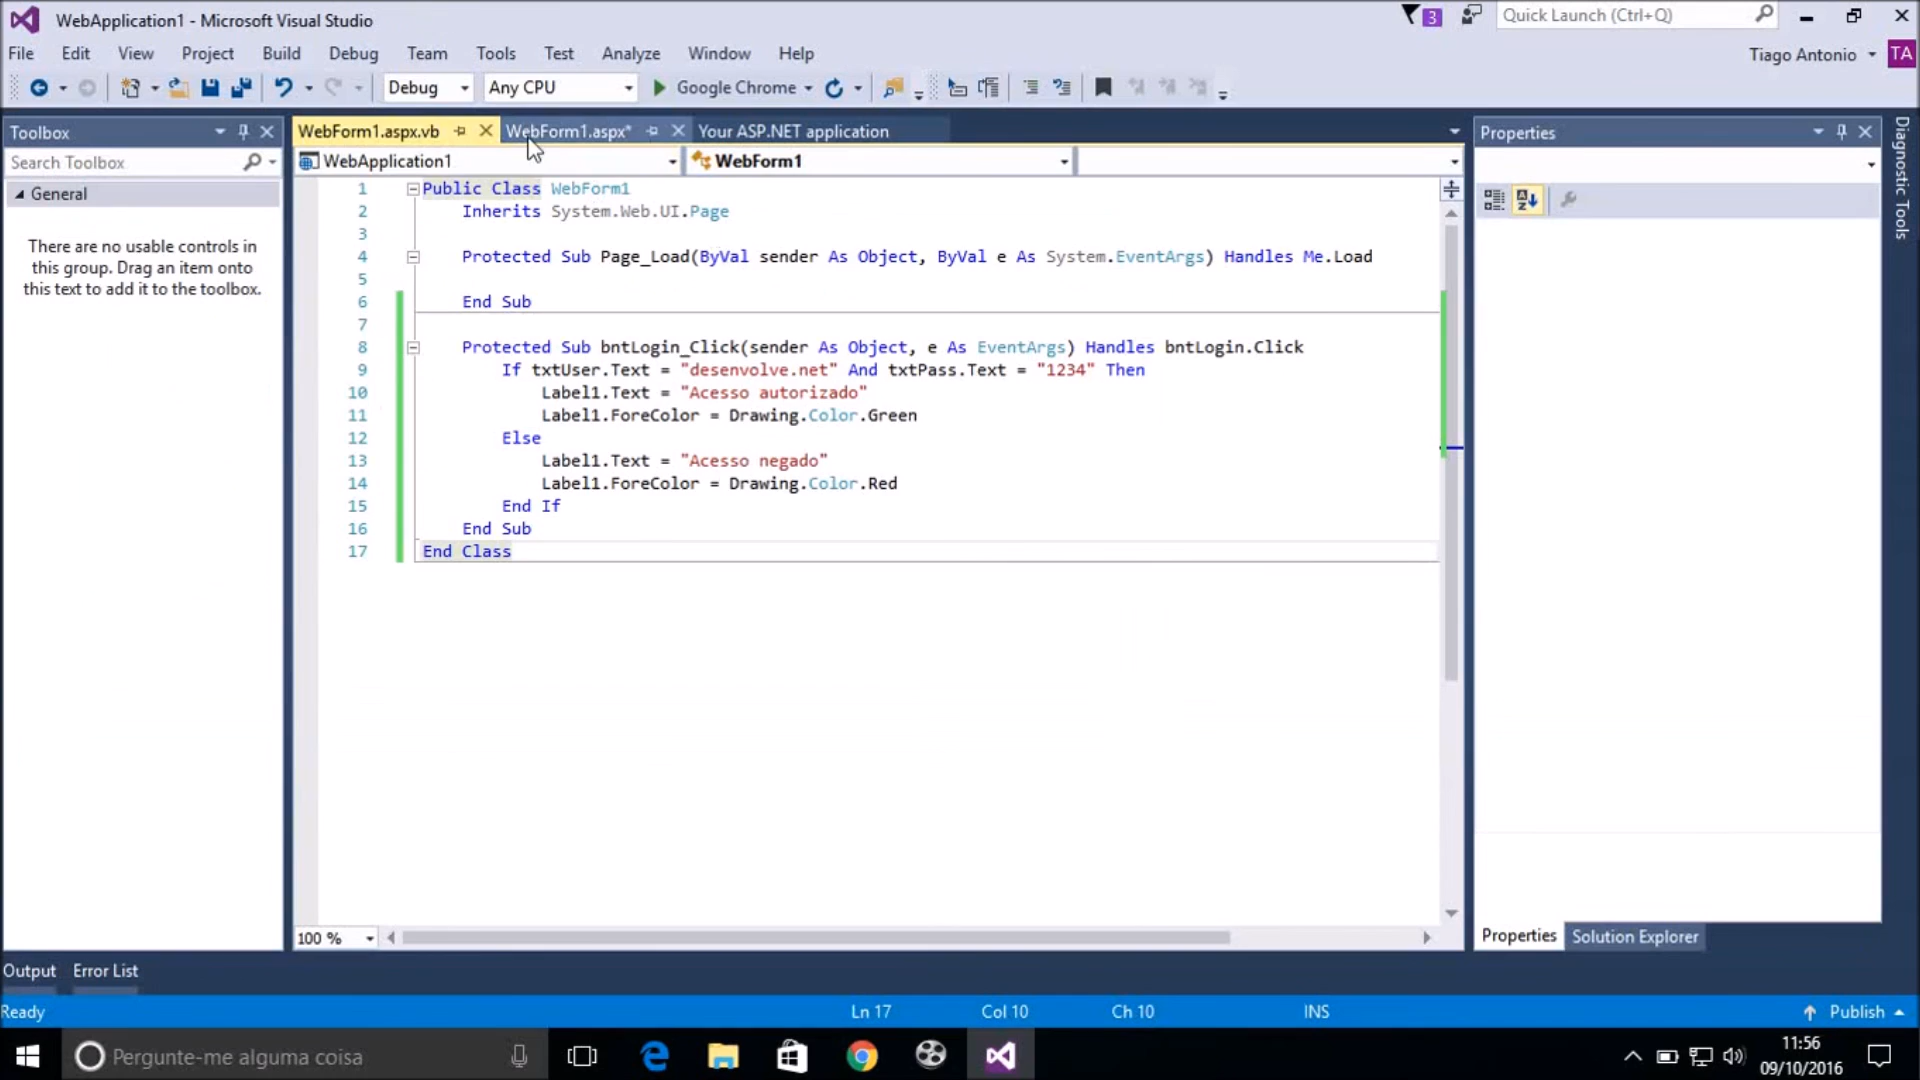 WebApplication1 - Microsoft Visual Studio
3
Quick Launch (Ctrl+Q)
File Edit View Project Build Debug Team Tools Test Analyze Window Help
Tiago Antonio
TA
Debug
Any CPU
Google Chrome
Toolbox
WebForm1.aspx.vb
WebForm1.aspx*
Your ASP.NET application
Properties
Diagnostic Tools
Search Toolbox
WebApplication1
WebForm1
General
There are no usable controls in
this group. Drag an item onto
this text to add it to the toolbox.
1 Public Class WebForm1
2 Inherits System.Web.UI.Page
3
4 Protected Sub Page_Load(ByVal sender As Object, ByVal e As System.EventArgs) Handles Me.Load
5
6 End Sub
7
8 Protected Sub bntLogin_Click(sender As Object, e As EventArgs) Handles bntLogin.Click
9 If txtUser.Text = "desenvolve.net" And txtPass.Text = "1234" Then
10 Label1.Text = "Acesso autorizado"
11 Label1.ForeColor = Drawing.Color.Green
12 Else
13 Label1.Text = "Acesso negado"
14 Label1.ForeColor = Drawing.Color.Red
15 End If
16 End Sub
17 End Class
100 %
Properties
Solution Explorer
Output
Error List
Ready
Ln 17
Col 10
Ch 10
INS
Publish
Pergunte-me alguma coisa
11:56
09/10/2016